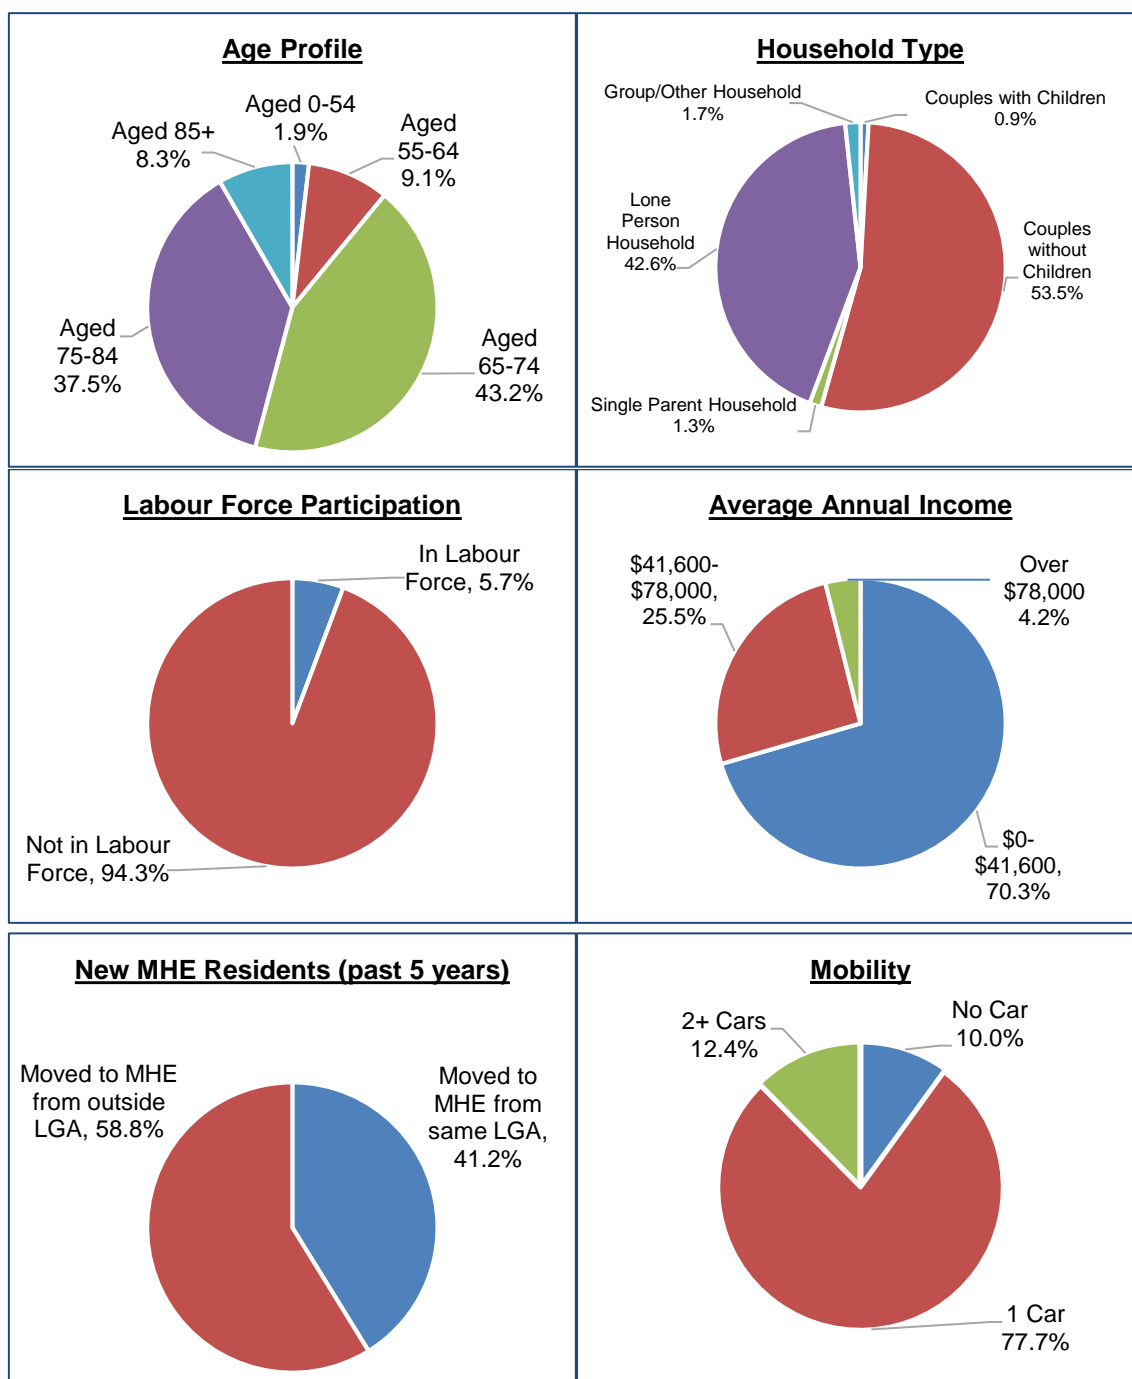 Age Profile
Aged 0-54
1.9%
Aged
55-64
9.1%
Aged 85+
8.3%
Aged
75-84
37.5%
Aged
65-74
43.2%
Household Type
Group/Other Household
1.7%
Couples with Children
0.9%
Lone
Person
Household
42.6%
Couples
without
Children
53.5%
Single Parent Household
1.3%
Labour Force Participation
In Labour
Force, 5.7%
Not in Labour
Force, 94.3%
Average Annual Income
$41,600-
$78,000,
25.5%
Over
$78,000
4.2%
$0-
$41,600,
70.3%
New MHE Residents (past 5 years)
Moved to MHE
from outside
LGA, 58.8%
Moved to
MHE from
same LGA,
41.2%
Mobility
2+ Cars
12.4%
No Car
10.0%
1 Car
77.7%